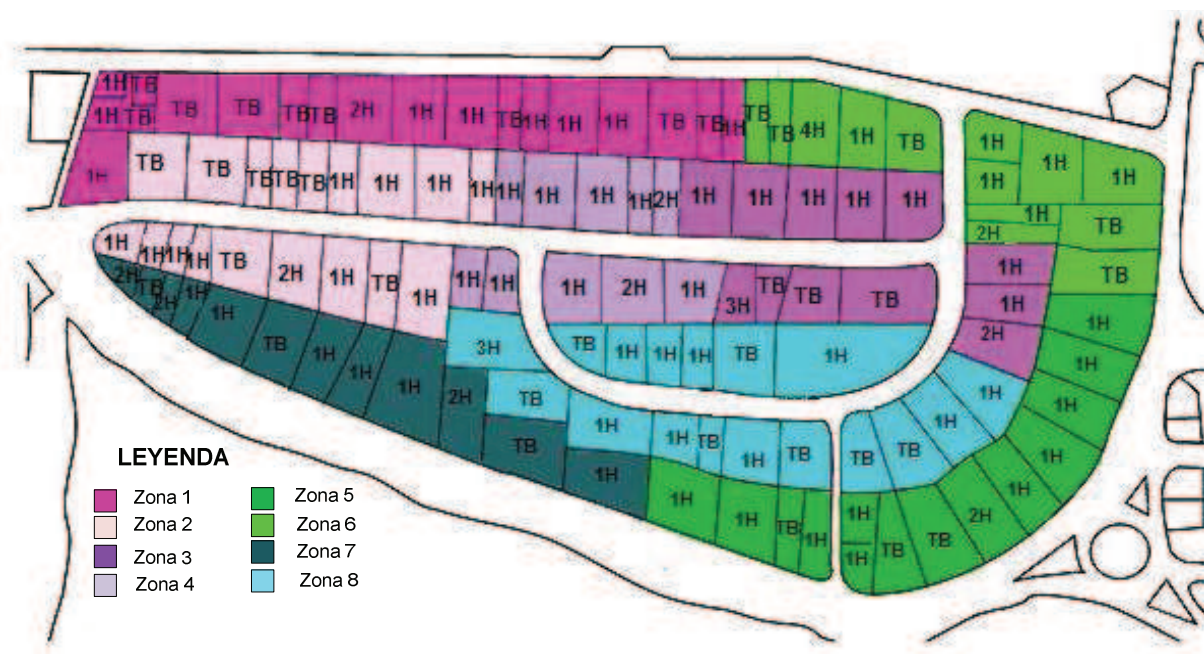 1H TB
1H TB TB TB TB TB 2H 1H 1H TB 1H 1H 1H TB TB 1H TB TB 4H 1H TB
1H TB TB TB TB TB 1H 1H 1H 1H 1H 1H 1H 1H 2H 1H 1H 1H 1H 1H
1H 1H 1H
1H 1H TB
1H 2H
TB
1H 1H 1H 1H TB 2H 1H TB 1H 1H 1H
1H 2H 1H 3H TB TB TB
1H
1H
2H
TB
1H
1H
1H
1H
1H
2H TB 2H 1H 1H TB 1H 1H 1H 2H TB 1H
3H TB 1H 1H TB 1H TB
TB 1H 1H 1H TB 1H
TB TB 1H 1H
1H 1H TB 1H
1H 1H TB TB 2H
LEYENDA
Zona 1
Zona 2
Zona 3
Zona 4
Zona 5
Zona 6
Zona 7
Zona 8